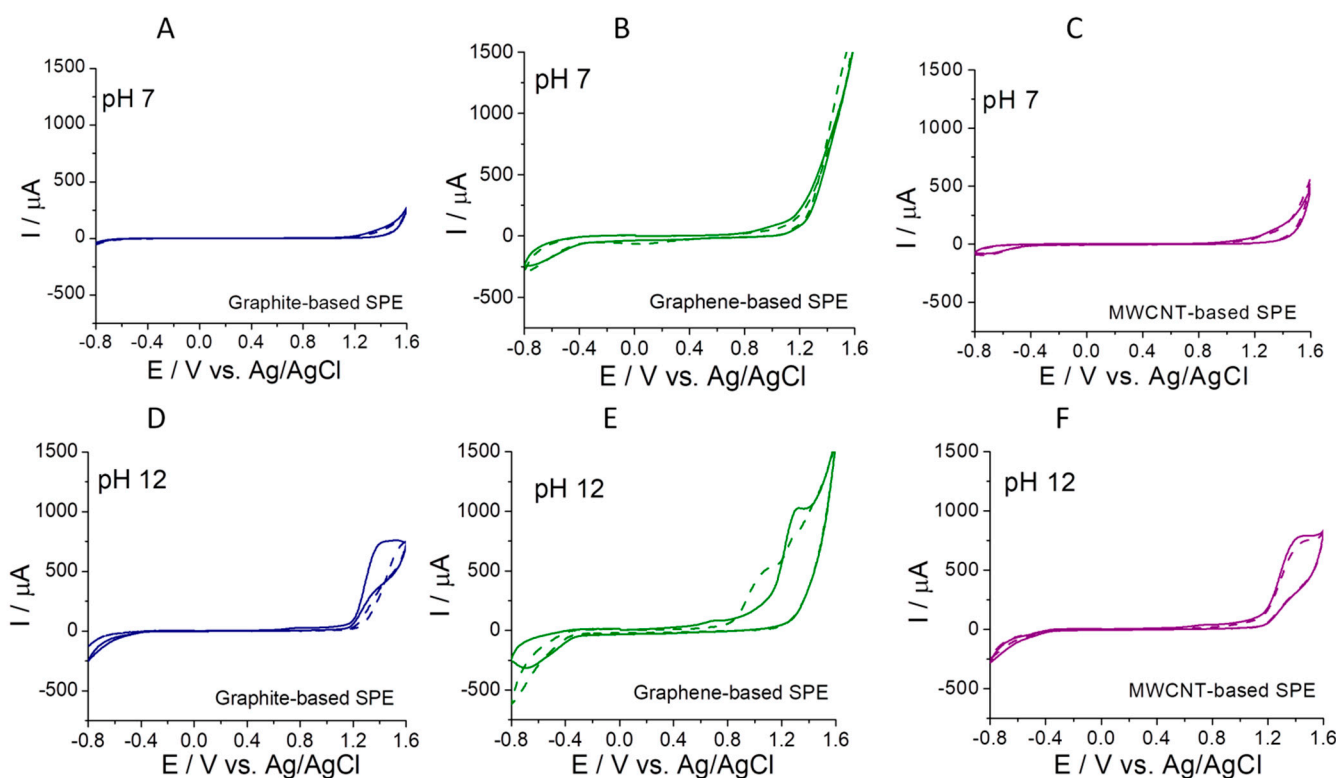 A
1500
1000
500
0
-500
pH 7
I / µA
Graphite-based SPE
-0.8 -0.4 0.0 0.4 0.8 1.2 1.6
E / V vs. Ag/AgCl
B
1500
1000
500
0
-500
pH 7
I / µA
Graphene-based SPE
-0.8 -0.4 0.0 0.4 0.8 1.2 1.6
E / V vs. Ag/AgCl
C
1500
1000
500
0
-500
pH 7
I / µA
MWCNT-based SPE
-0.8 -0.4 0.0 0.4 0.8 1.2 1.6
E / V vs. Ag/AgCl
D
1500
1000
500
0
-500
pH 12
I / µA
Graphite-based SPE
-0.8 -0.4 0.0 0.4 0.8 1.2 1.6
E / V vs. Ag/AgCl
E
1500
1000
500
0
-500
pH 12
I / µA
Graphene-based SPE
-0.8 -0.4 0.0 0.4 0.8 1.2 1.6
E / V vs. Ag/AgCl
F
1500
1000
500
0
-500
pH 12
I / µA
MWCNT-based SPE
-0.8 -0.4 0.0 0.4 0.8 1.2 1.6
E / V vs. Ag/AgCl